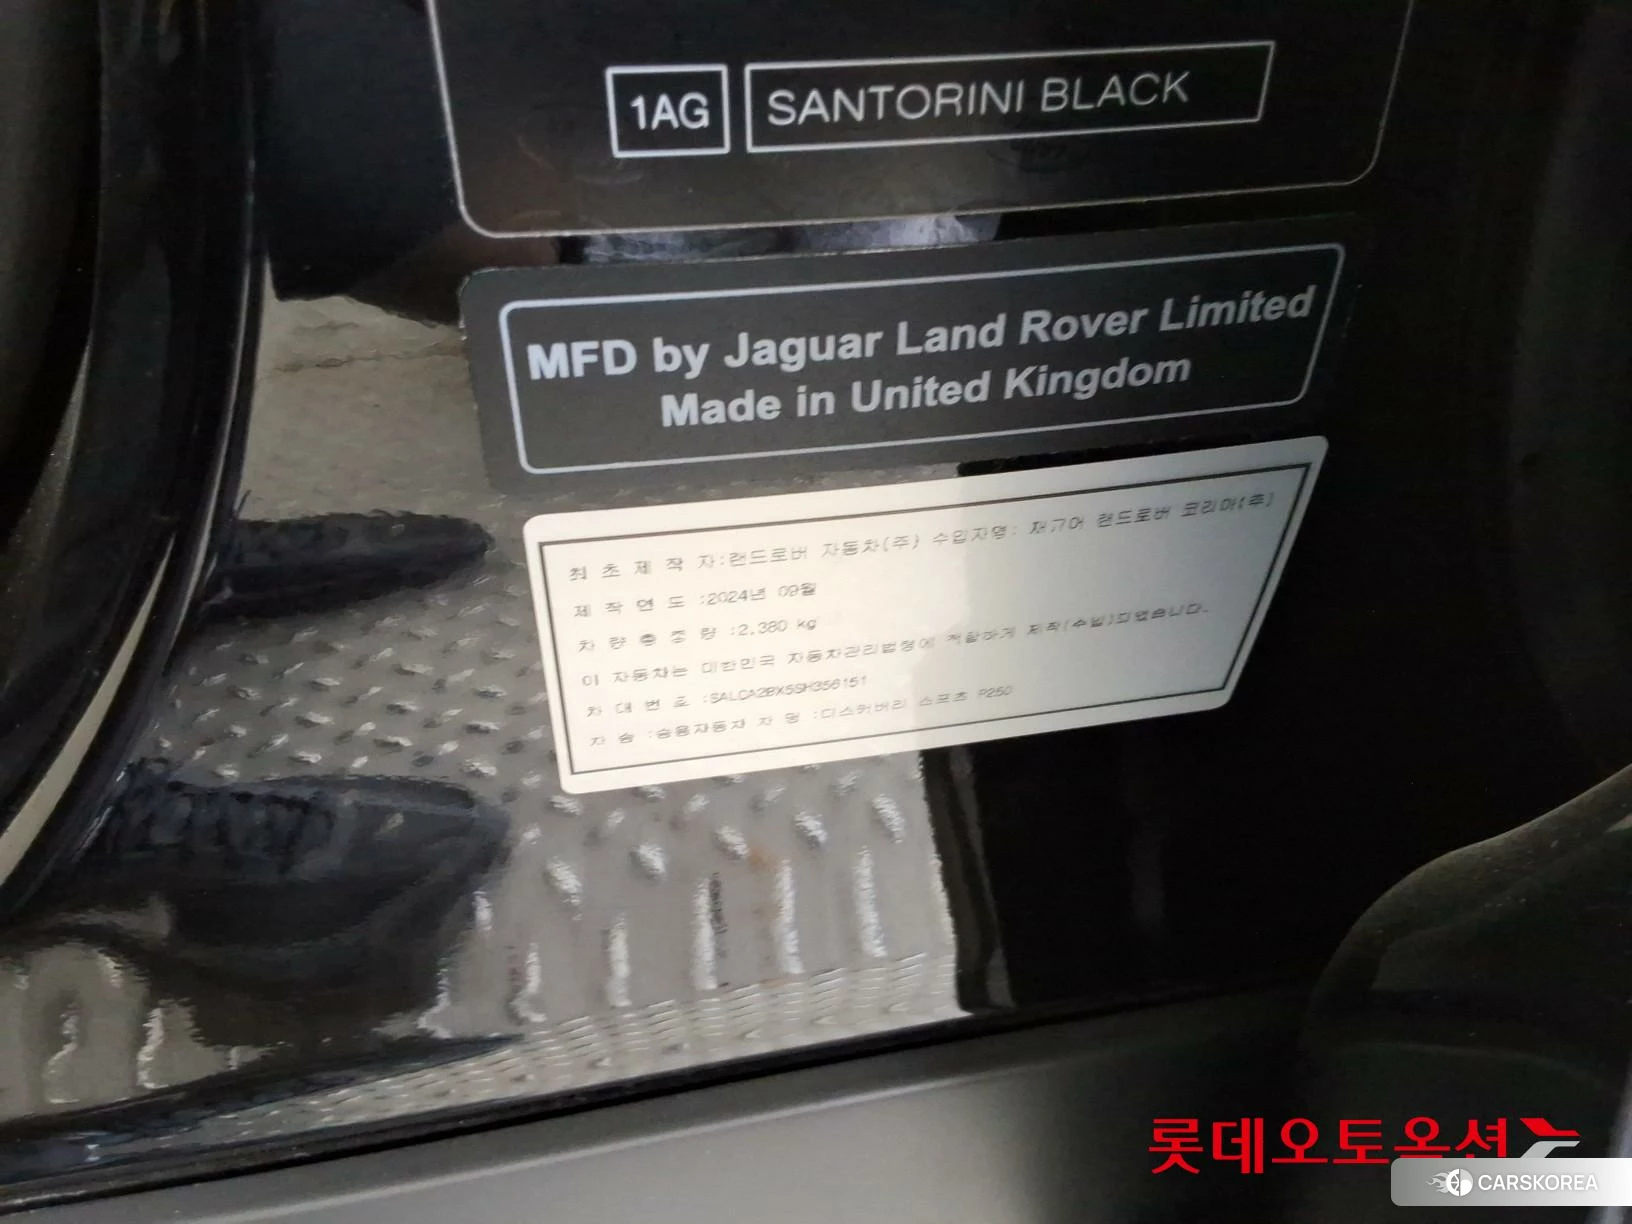 1AG SANTORINI BLACK
MFD by Jaguar Land Rover Limited
Made in United Kingdom
최 초 제 작 자:랜드로버 자동차(주) 수입자명: 재규어 랜드로버 코리아(주)
제 작 연 도 :2024년 09월
차 량 총 중 량 :2,380 kg
이 자동차는 대한민국 자동차관리법령에 적합하게 제작(수입)되었습니다.
차 대 번 호 :SALCA2BX5SH356151
차 종 :승용자동차 차 명 :디스커버리 스포츠 P250
롯데오토옥션
CARSKOREA